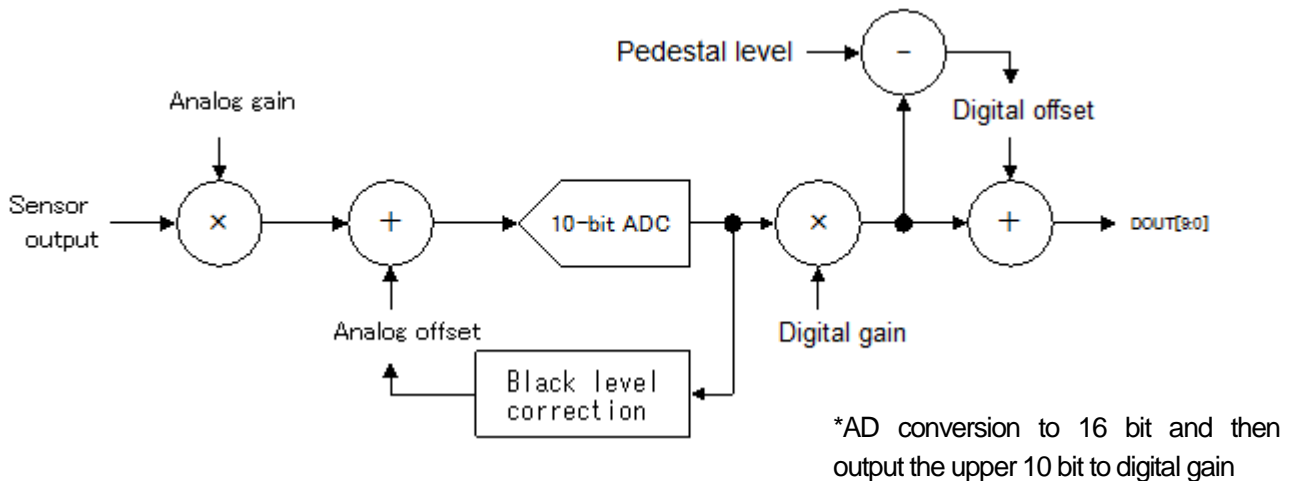 Pedestal level
-
Analog gain
Digital offset
Sensor
output
×
+
10-bit ADC
×
+
DOUT[9:0]
Analog offset
Digital gain
Black level
correction
*AD conversion to 16 bit and then
output the upper 10 bit to digital gain